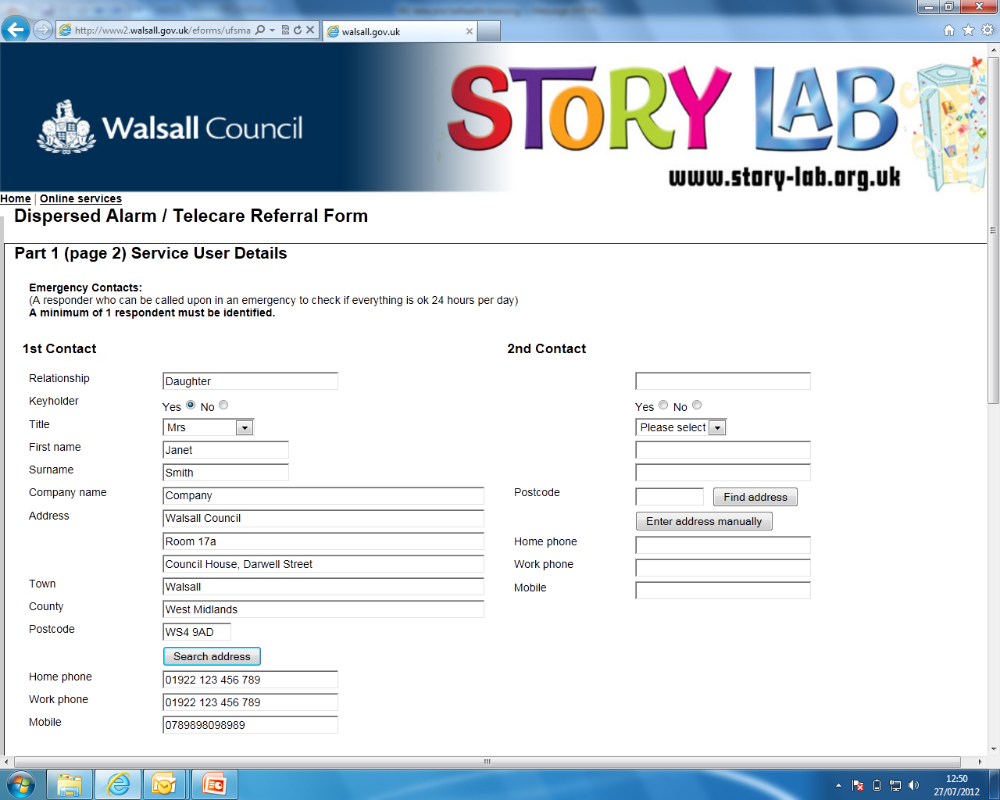 http://www2.walsall.gov.uk/eforms/ufsma
walsall.gov.uk
Walsall Council
STORY LAB
www.story-lab.org.uk
Home | Online services
Dispersed Alarm / Telecare Referral Form
Part 1 (page 2) Service User Details
Emergency Contacts:
(A responder who can be called upon in an emergency to check if everything is ok 24 hours per day)
A minimum of 1 respondent must be identified.
1st Contact
Relationship Daughter
Keyholder Yes No
Title Mrs
First name Janet
Surname Smith
Company name Company
Address Walsall Council
Room 17a
Council House, Darwell Street
Town Walsall
County West Midlands
Postcode WS4 9AD
Search address
Home phone 01922 123 456 789
Work phone 01922 123 456 789
Mobile 0789898098989
2nd Contact
Yes No
Please select
Postcode Find address
Enter address manually
Home phone
Work phone
Mobile
12:50
27/07/2012